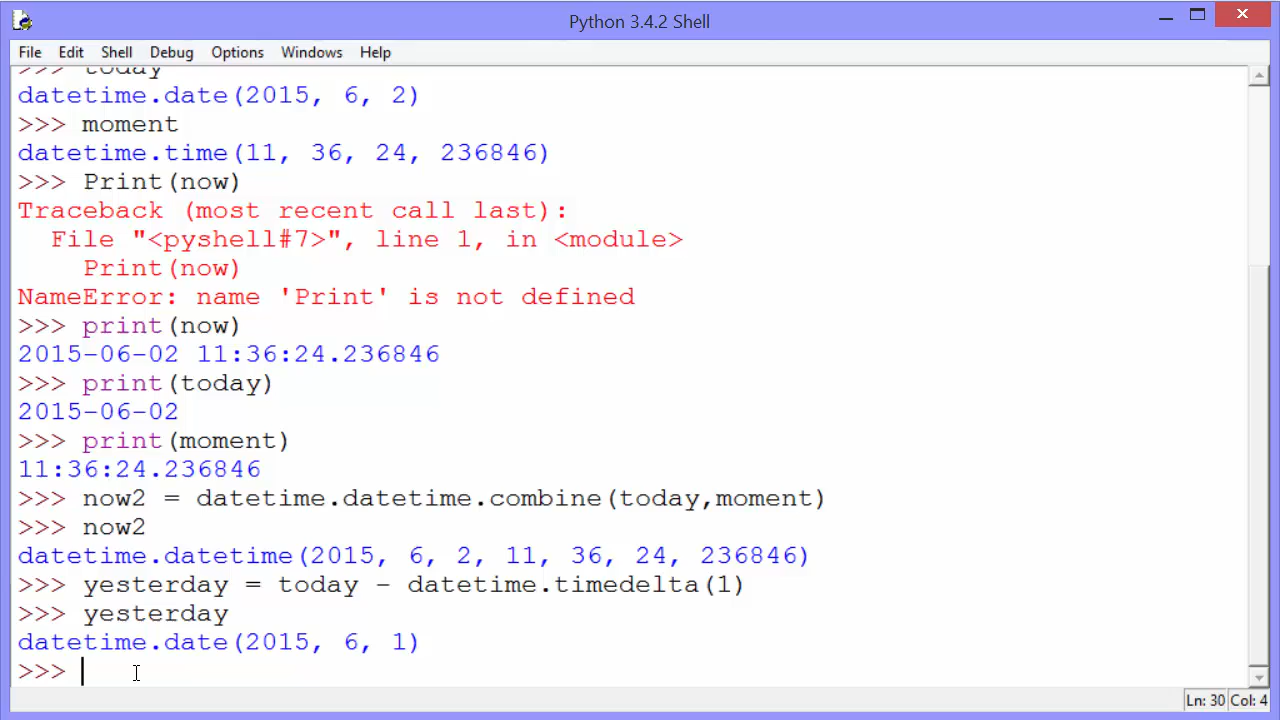 Python 3.4.2 Shell
File Edit Shell Debug Options Windows Help
>>> today
datetime.date(2015, 6, 2)
>>> moment
datetime.time(11, 36, 24, 236846)
>>> Print(now)
Traceback (most recent call last):
  File "<pyshell#7>", line 1, in <module>
    Print(now)
NameError: name 'Print' is not defined
>>> print(now)
2015-06-02 11:36:24.236846
>>> print(today)
2015-06-02
>>> print(moment)
11:36:24.236846
>>> now2 = datetime.datetime.combine(today,moment)
>>> now2
datetime.datetime(2015, 6, 2, 11, 36, 24, 236846)
>>> yesterday = today - datetime.timedelta(1)
>>> yesterday
datetime.date(2015, 6, 1)
>>>
Ln: 30 Col: 4